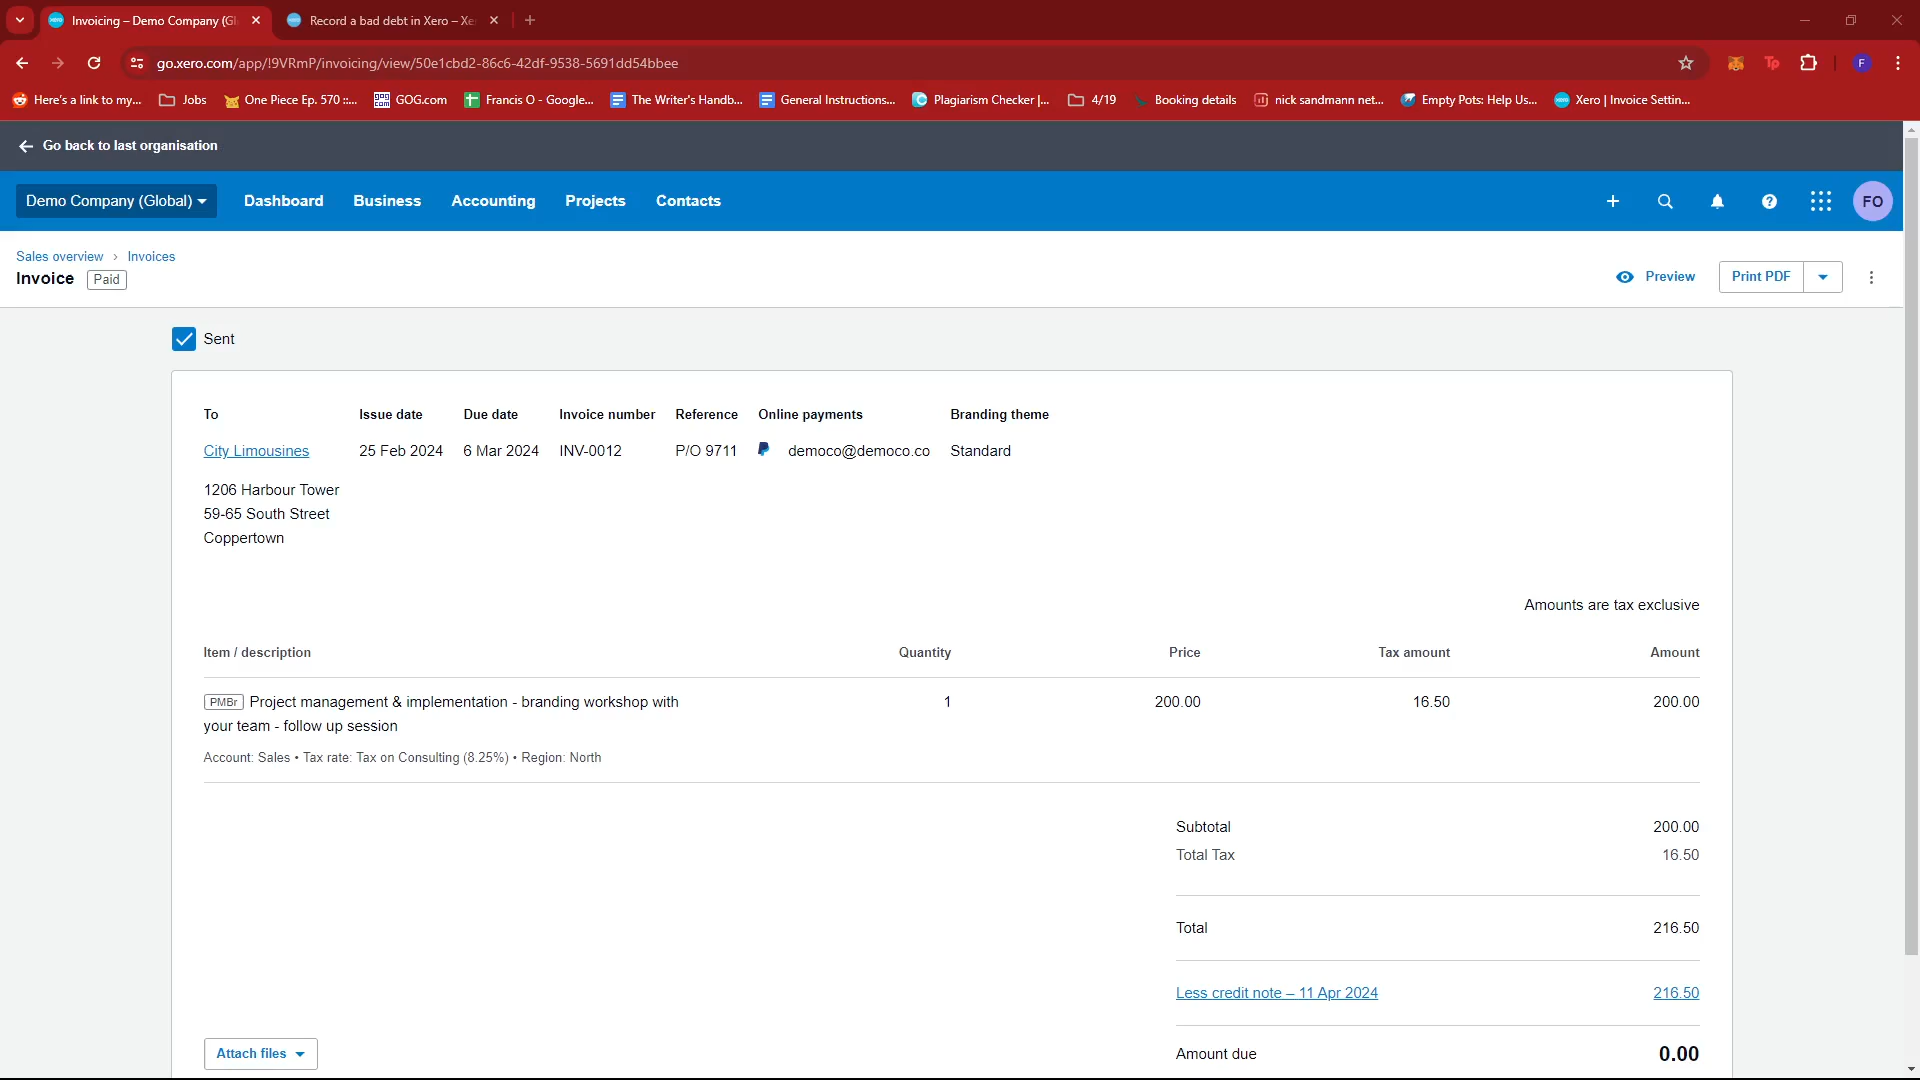 Invoicing – Demo Company (Gl
Record a bad debt in Xero – Xe
go.xero.com/app/!9VRmP/invoicing/view/50e1cbd2-86c6-42df-9538-5691dd54bbee
Here's a link to my...
Jobs
One Piece Ep. 570 ::...
GOG.com
Francis O - Google...
The Writer's Handb...
General Instructions...
Plagiarism Checker |...
4/19
Booking details
nick sandmann net...
Empty Pots: Help Us...
Xero | Invoice Settin...
Go back to last organisation
Demo Company (Global)
Dashboard
Business
Accounting
Projects
Contacts
FO
Sales overview › Invoices
Invoice Paid
Preview
Print PDF
Sent
To Issue date Due date Invoice number Reference Online payments Branding theme
City Limousines 25 Feb 2024 6 Mar 2024 INV-0012 P/O 9711 democo@democo.co Standard
1206 Harbour Tower
59-65 South Street
Coppertown
Amounts are tax exclusive
Item / description Quantity Price Tax amount Amount
PMBr Project management & implementation - branding workshop with 1 200.00 16.50 200.00
your team - follow up session
Account: Sales • Tax rate: Tax on Consulting (8.25%) • Region: North
Subtotal 200.00
Total Tax 16.50
Total 216.50
Less credit note – 11 Apr 2024 216.50
Attach files
Amount due 0.00